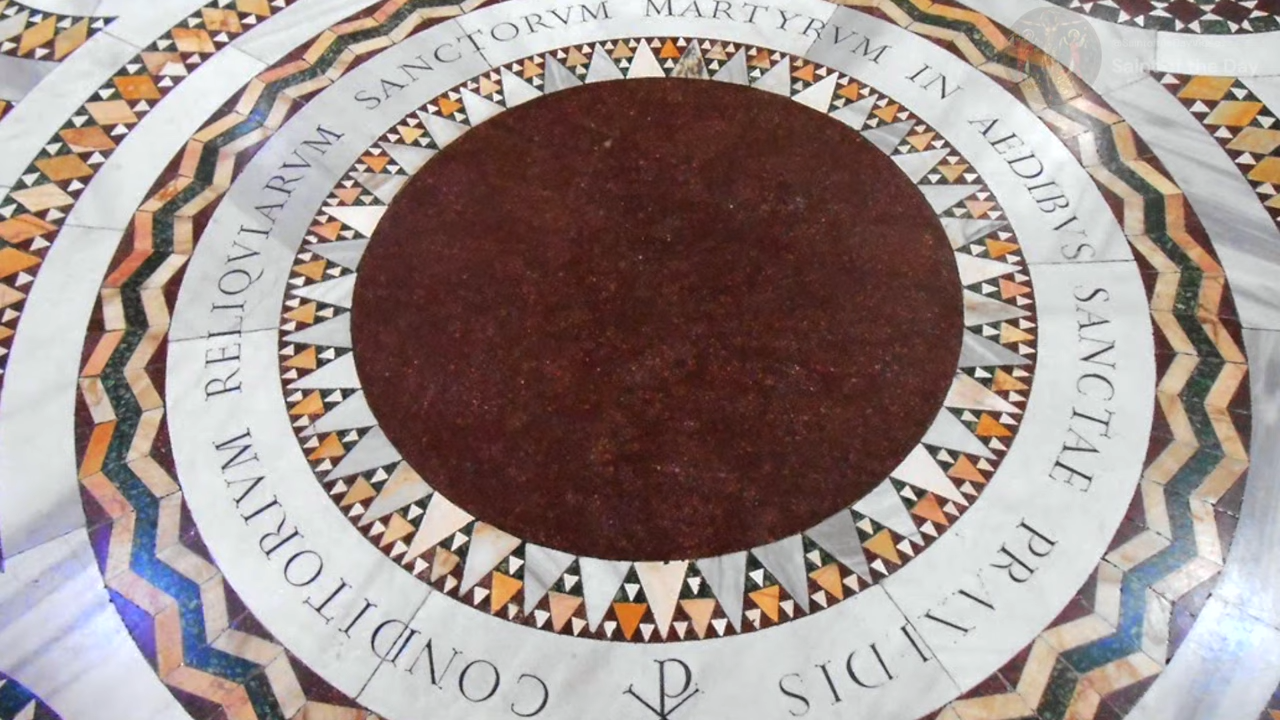 CONDITORIVM RELIQVIARVM SANCTORVM MARTYRVM IN AEDIBVS SANCTAE PRAXIDIS
Saint of the Day